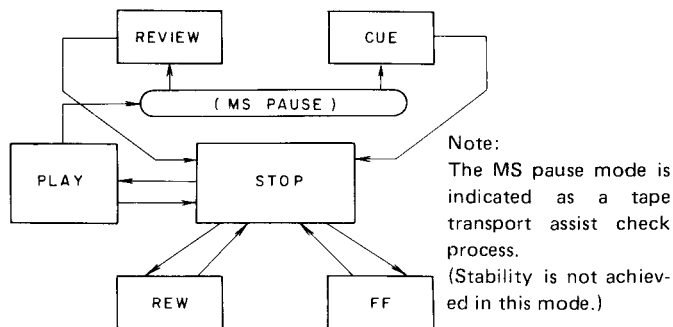 REVIEW
CUE
( MS PAUSE )
PLAY
STOP
REW
FF
Note:
The MS pause mode is
indicated as a tape
transport assist check
process.
(Stability is not achiev-
ed in this mode.)